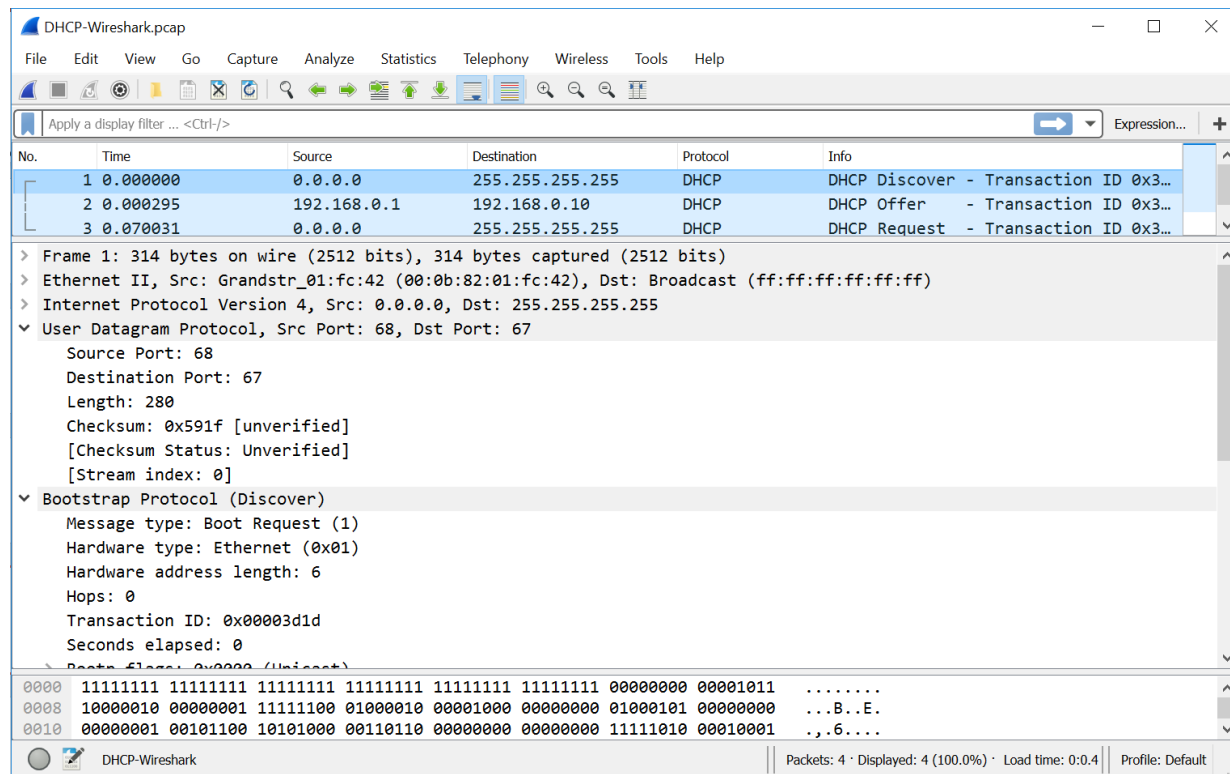 DHCP-Wireshark.pcap
File Edit View Go Capture Analyze Statistics Telephony Wireless Tools Help
Apply a display filter ... <Ctrl-/> Expression... +
No. Time Source Destination Protocol Info
1 0.000000 0.0.0.0 255.255.255.255 DHCP DHCP Discover - Transaction ID 0x3…
2 0.000295 192.168.0.1 192.168.0.10 DHCP DHCP Offer - Transaction ID 0x3…
3 0.070031 0.0.0.0 255.255.255.255 DHCP DHCP Request - Transaction ID 0x3…
Frame 1: 314 bytes on wire (2512 bits), 314 bytes captured (2512 bits)
Ethernet II, Src: Grandstr_01:fc:42 (00:0b:82:01:fc:42), Dst: Broadcast (ff:ff:ff:ff:ff:ff)
Internet Protocol Version 4, Src: 0.0.0.0, Dst: 255.255.255.255
User Datagram Protocol, Src Port: 68, Dst Port: 67
Source Port: 68
Destination Port: 67
Length: 280
Checksum: 0x591f [unverified]
[Checksum Status: Unverified]
[Stream index: 0]
Bootstrap Protocol (Discover)
Message type: Boot Request (1)
Hardware type: Ethernet (0x01)
Hardware address length: 6
Hops: 0
Transaction ID: 0x00003d1d
Seconds elapsed: 0
Bootp flags: 0x0000 (Unicast)
0000 11111111 11111111 11111111 11111111 11111111 11111111 00000000 00001011 ........
0008 10000010 00000001 11111100 01000010 00001000 00000000 01000101 00000000 ...B..E.
0010 00000001 00101100 10101000 00110110 00000000 00000000 11111010 00010001 .,.6....
DHCP-Wireshark Packets: 4 · Displayed: 4 (100.0%) · Load time: 0:0.4 Profile: Default